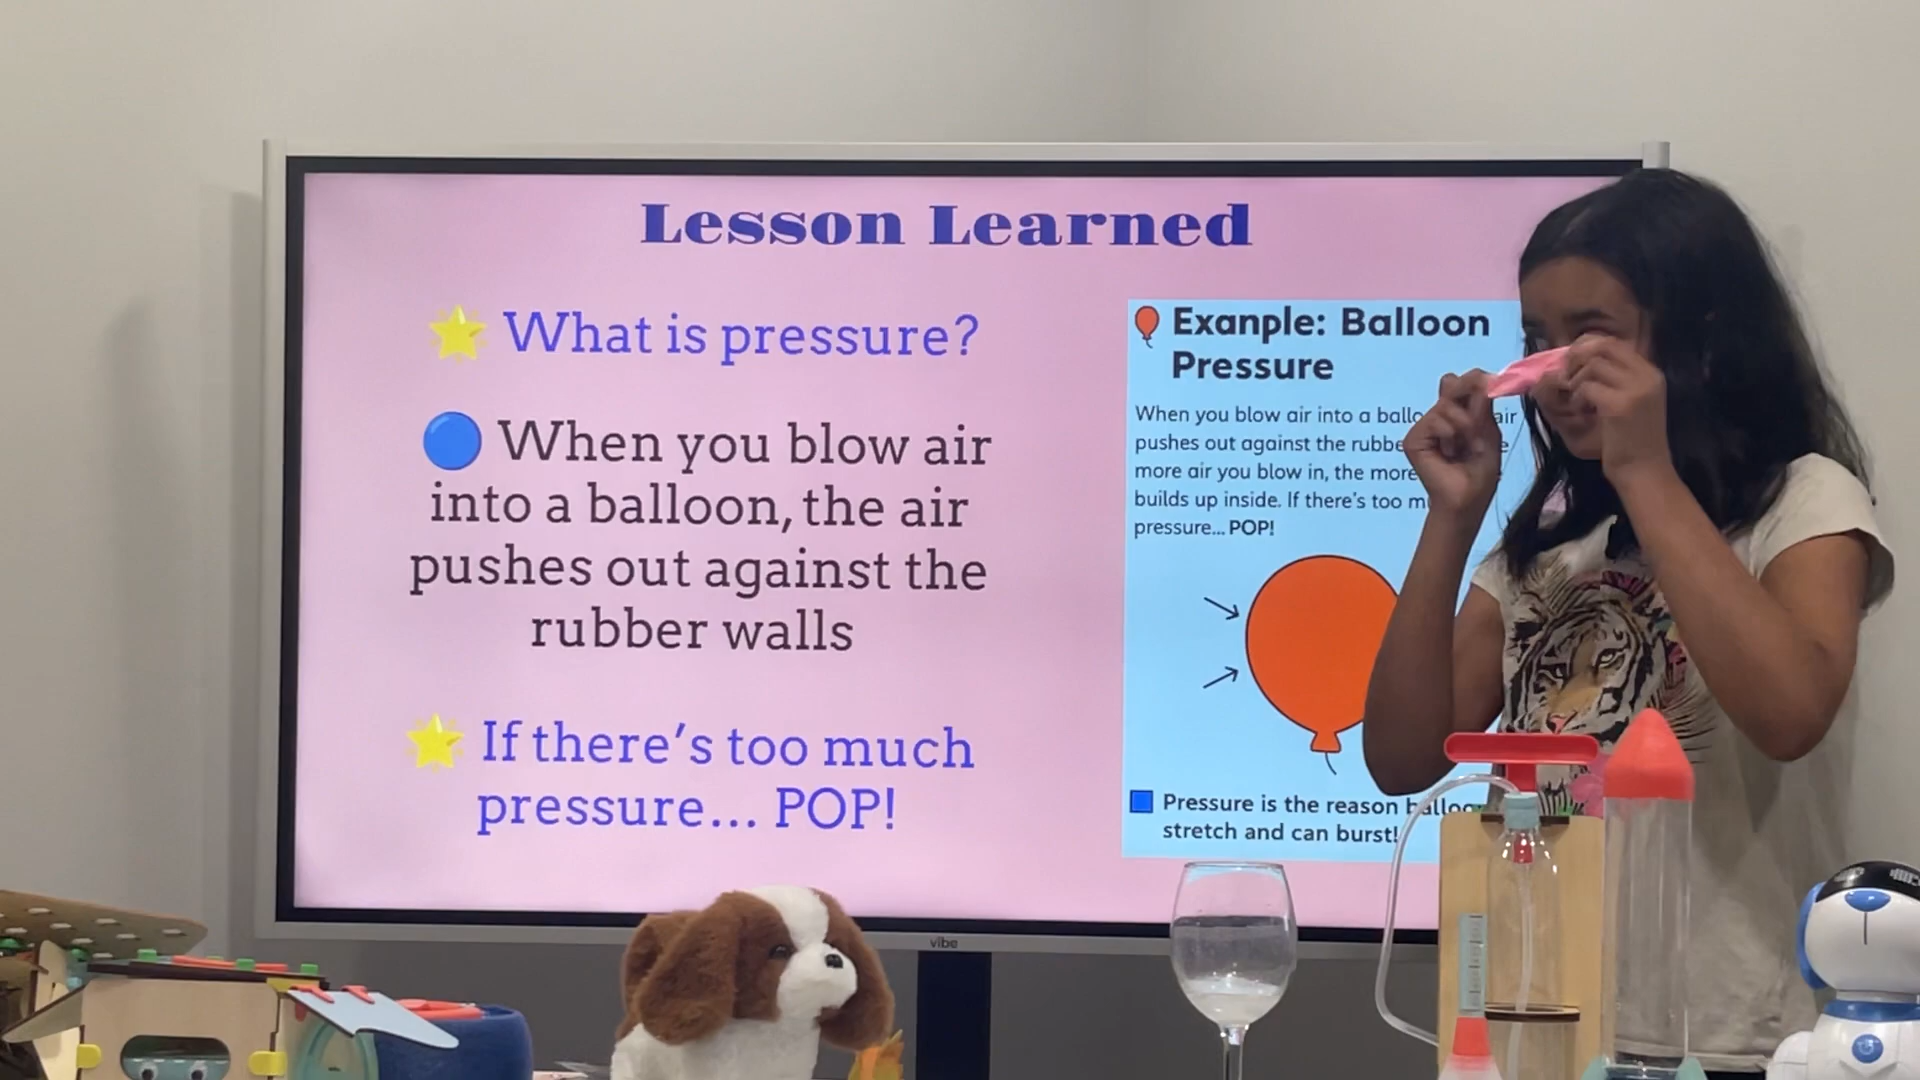 Lesson Learned
What is pressure?
When you blow air
into a balloon, the air
pushes out against the
rubber walls
If there's too much
pressure... POP!
Exanple: Balloon
Pressure
When you blow air into a air
pushes out against the
more air you blow in, the more
builds up inside. If there's too
pressure... POP!
Pressure is the reason
stretch and can burst!
vibe